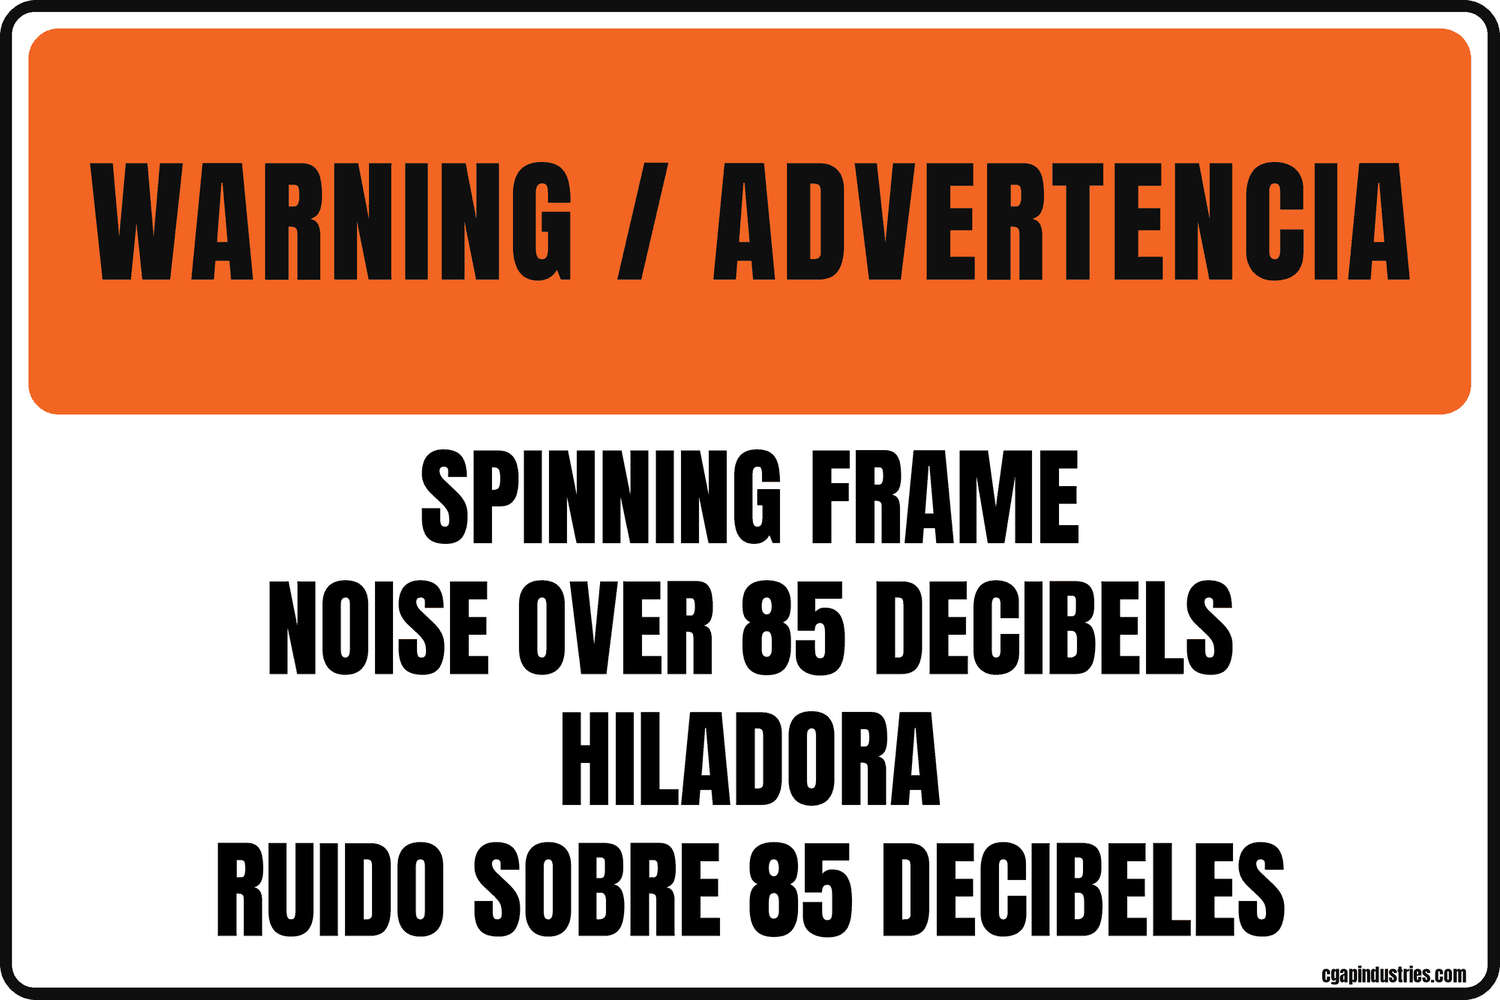 WARNING / ADVERTENCIA
SPINNING FRAME
NOISE OVER 85 DECIBELS
HILADORA
RUIDO SOBRE 85 DECIBELES
cgapindustries.com